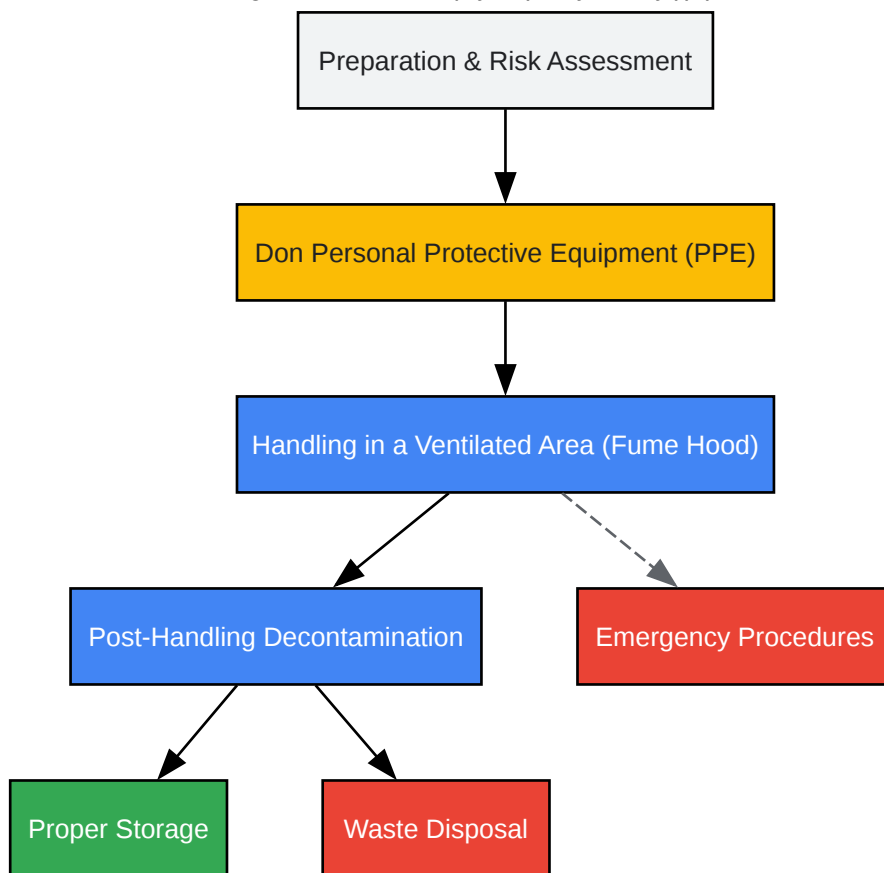 Preparation & Risk Assessment
Don Personal Protective Equipment (PPE)
Handling in a Ventilated Area (Fume Hood)
Post-Handling Decontamination
Emergency Procedures
Proper Storage
Waste Disposal